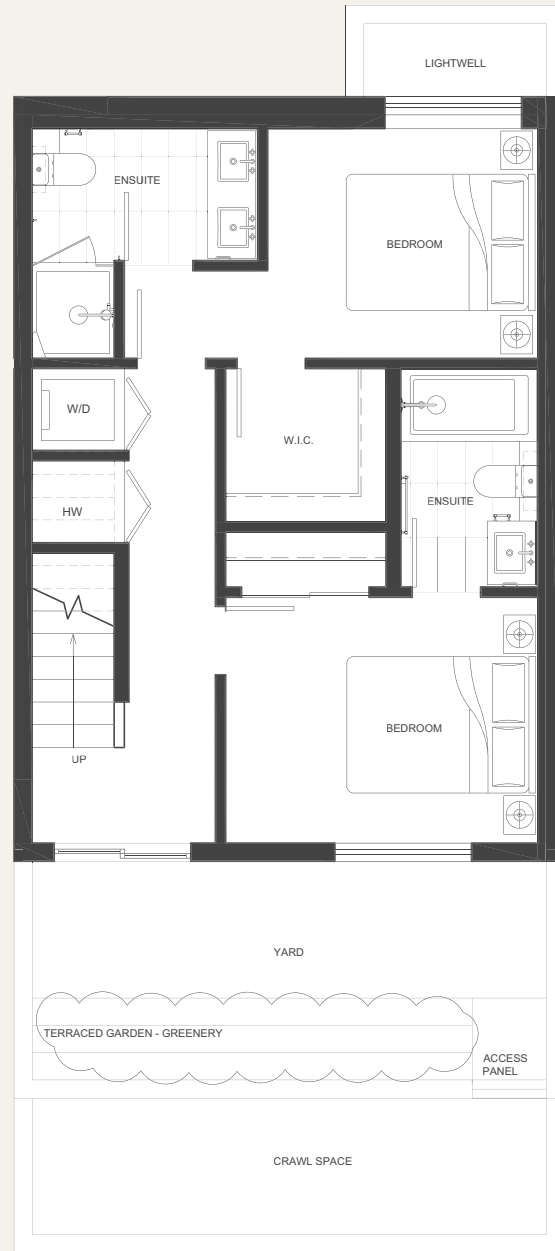 LIGHTWELL
ENSUITE
BEDROOM
W/D
W.I.C.
HW
ENSUITE
BEDROOM
UP
YARD
TERRACED GARDEN - GREENERY
ACCESS
PANEL
CRAWL SPACE